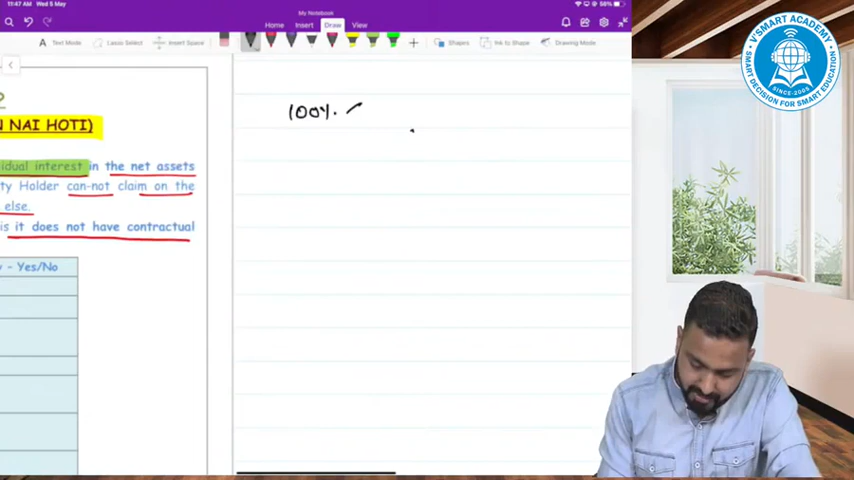 11:47 AM Wed 5 May
My Notebook
50%
Home Insert Draw View
Text Mode Lasso Select Insert Space Shapes Ink to Shape Drawing Mode
N NAI HOTI)
idual interest in the net assets
ty Holder can-not claim on the
else.
is it does not have contractual
- Yes/No
100%.
V'SMART ACADEMY
SINCE-2005
SMART DECISION FOR SMART EDUCATION